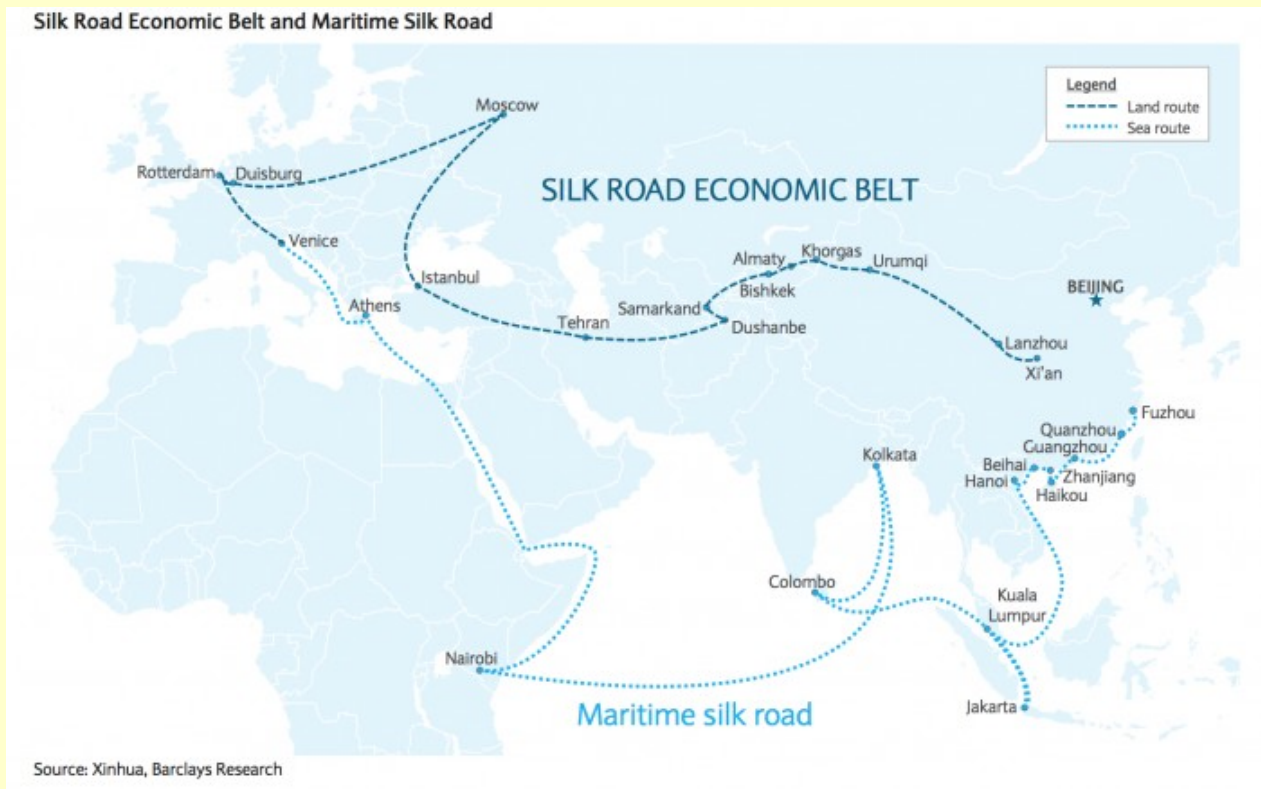 Silk Road Economic Belt and Maritime Silk Road
Legend
Land route
Sea route
Moscow
Rotterdam
Duisburg
SILK ROAD ECONOMIC BELT
Venice
Istanbul
Athens
Almaty
Khorgas
Urumqi
Bishkek
BEIJING
Samarkand
Tehran
Dushanbe
Lanzhou
Xi'an
Fuzhou
Quanzhou
Guangzhou
Kolkata
Beihai
Zhanjiang
Hanoi
Haikou
Colombo
Kuala
Lumpur
Nairobi
Jakarta
Maritime silk road
Source: Xinhua, Barclays Research